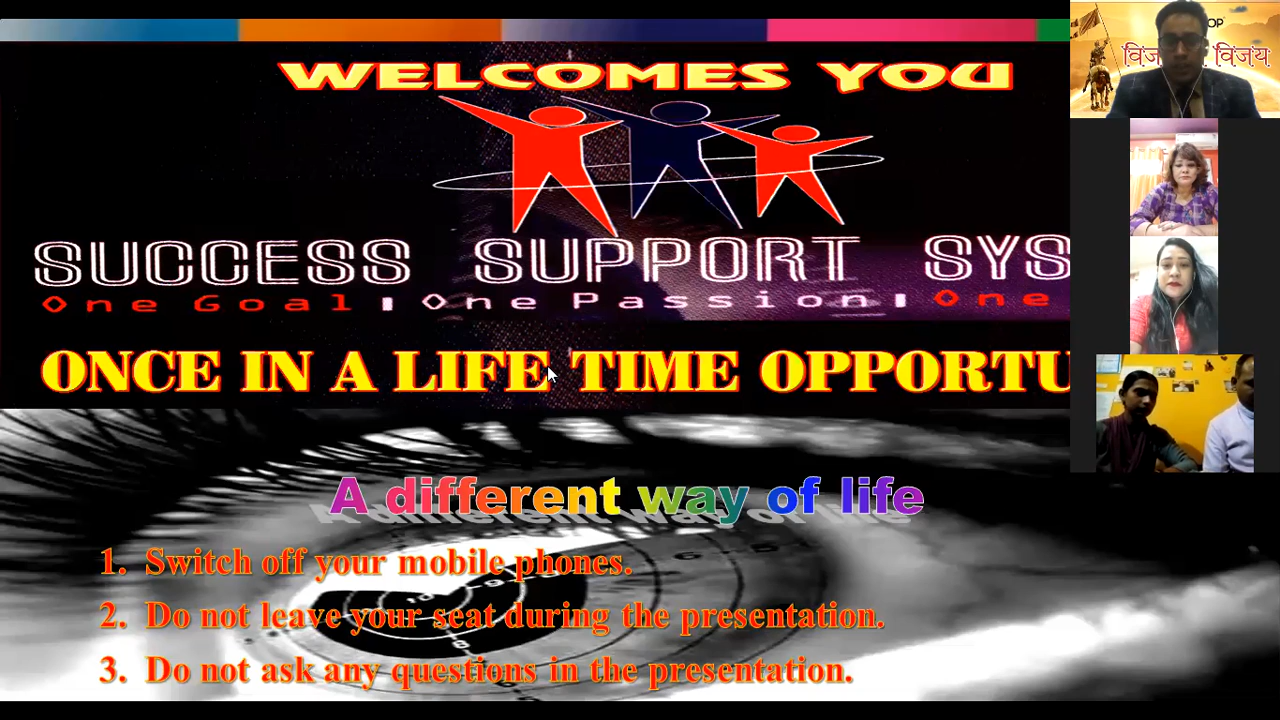 WELCOMES YOU
SUCCESS SUPPORT SYS
One Goal | One Passion | One
ONCE IN A LIFE TIME OPPORTU
A different way of life
1. Switch off your mobile phones.
2. Do not leave your seat during the presentation.
3. Do not ask any questions in the presentation.
OP
विजय